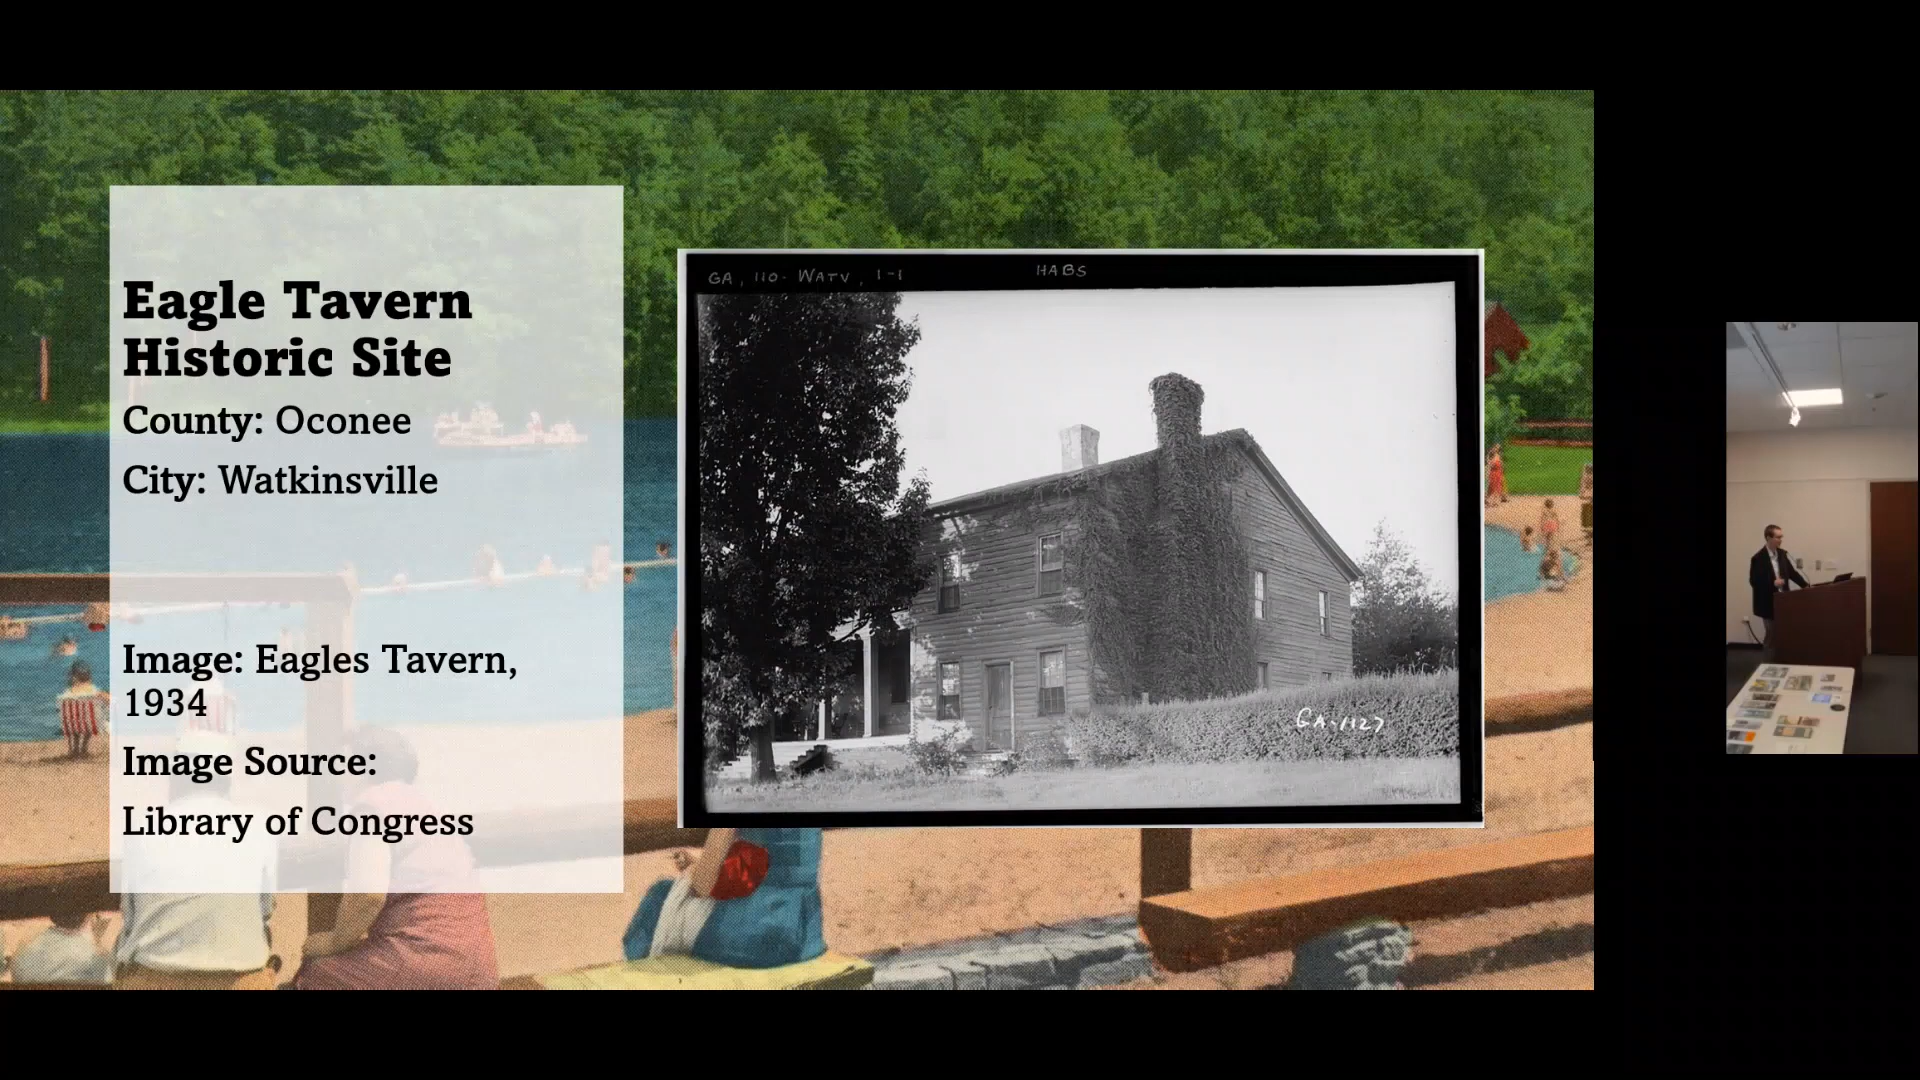 Eagle Tavern
Historic Site
County: Oconee
City: Watkinsville
Image: Eagles Tavern,
1934
Image Source:
Library of Congress
GA, 110- WATV, 1-1
HABS
GA-1127